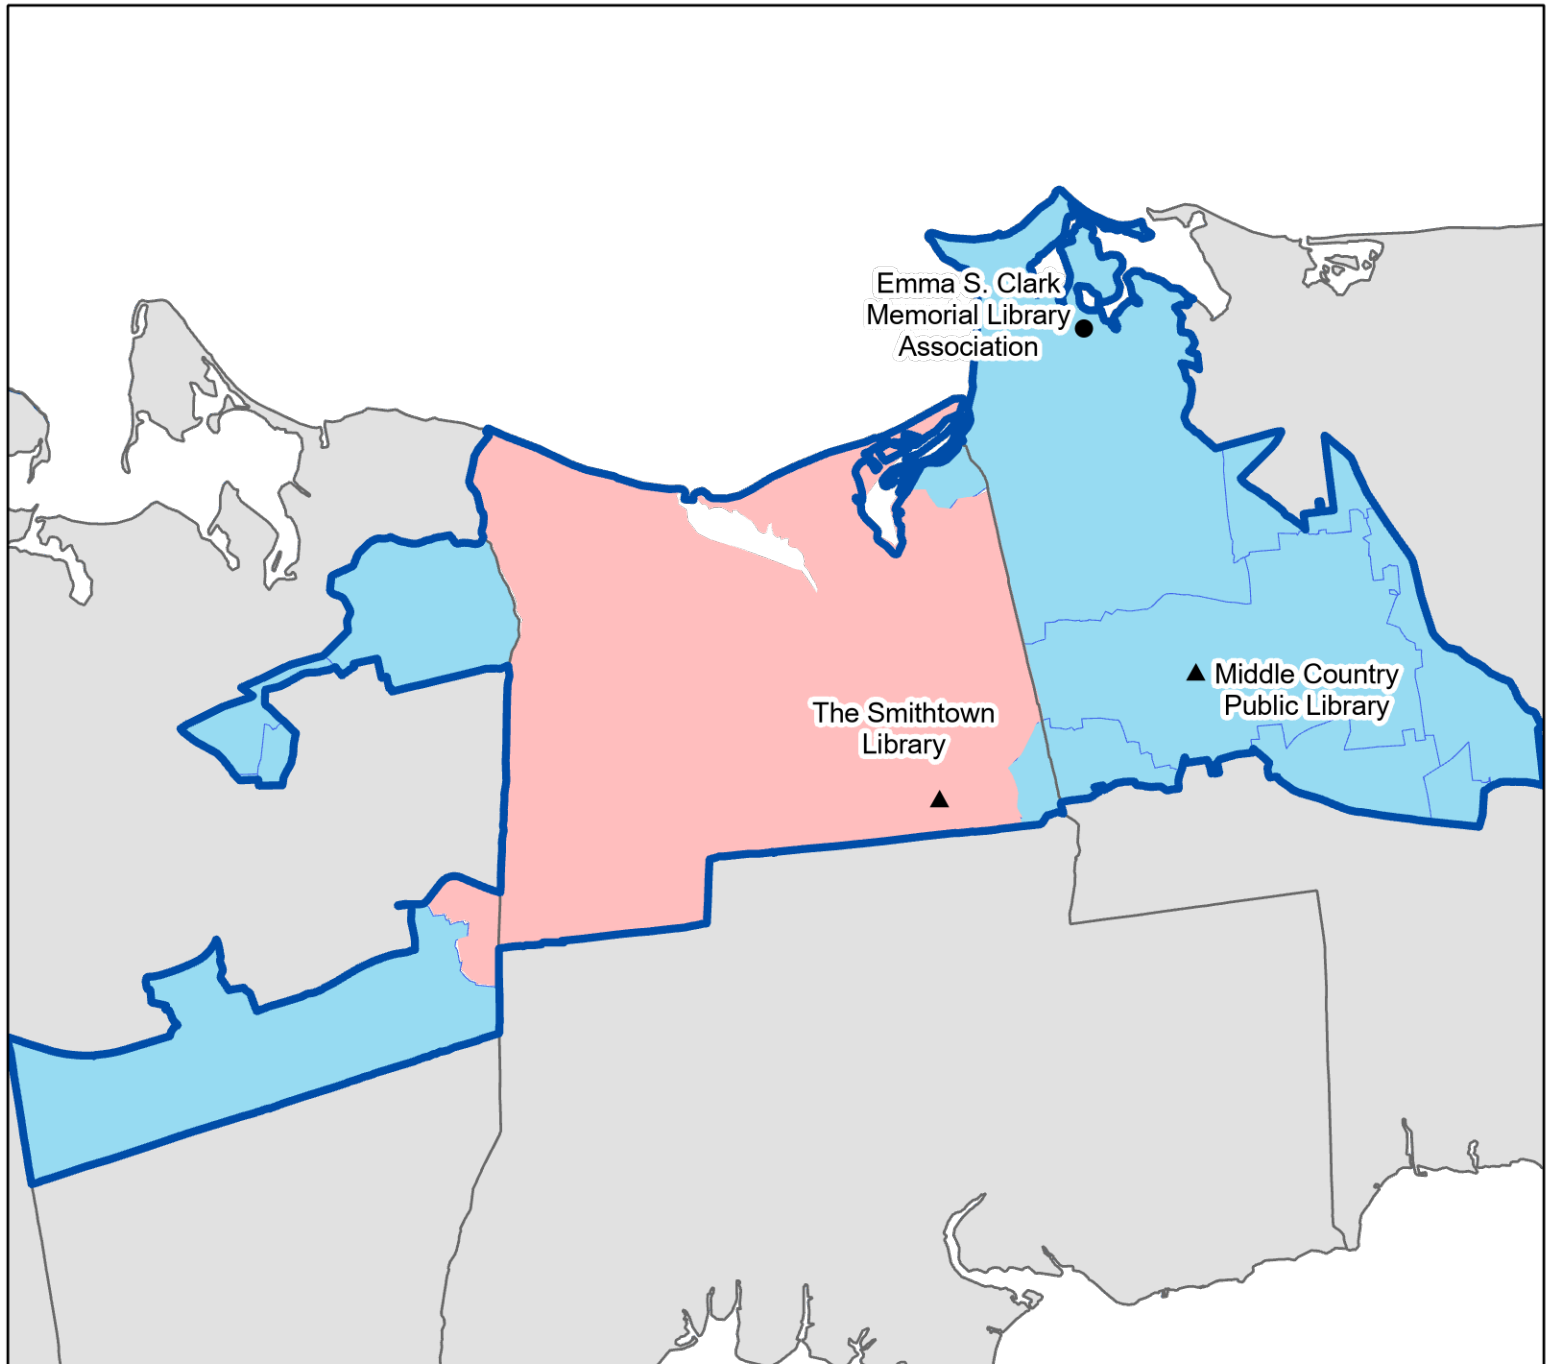 Emma S. Clark
Memorial Library
Association
Middle Country
Public Library
The Smithtown
Library